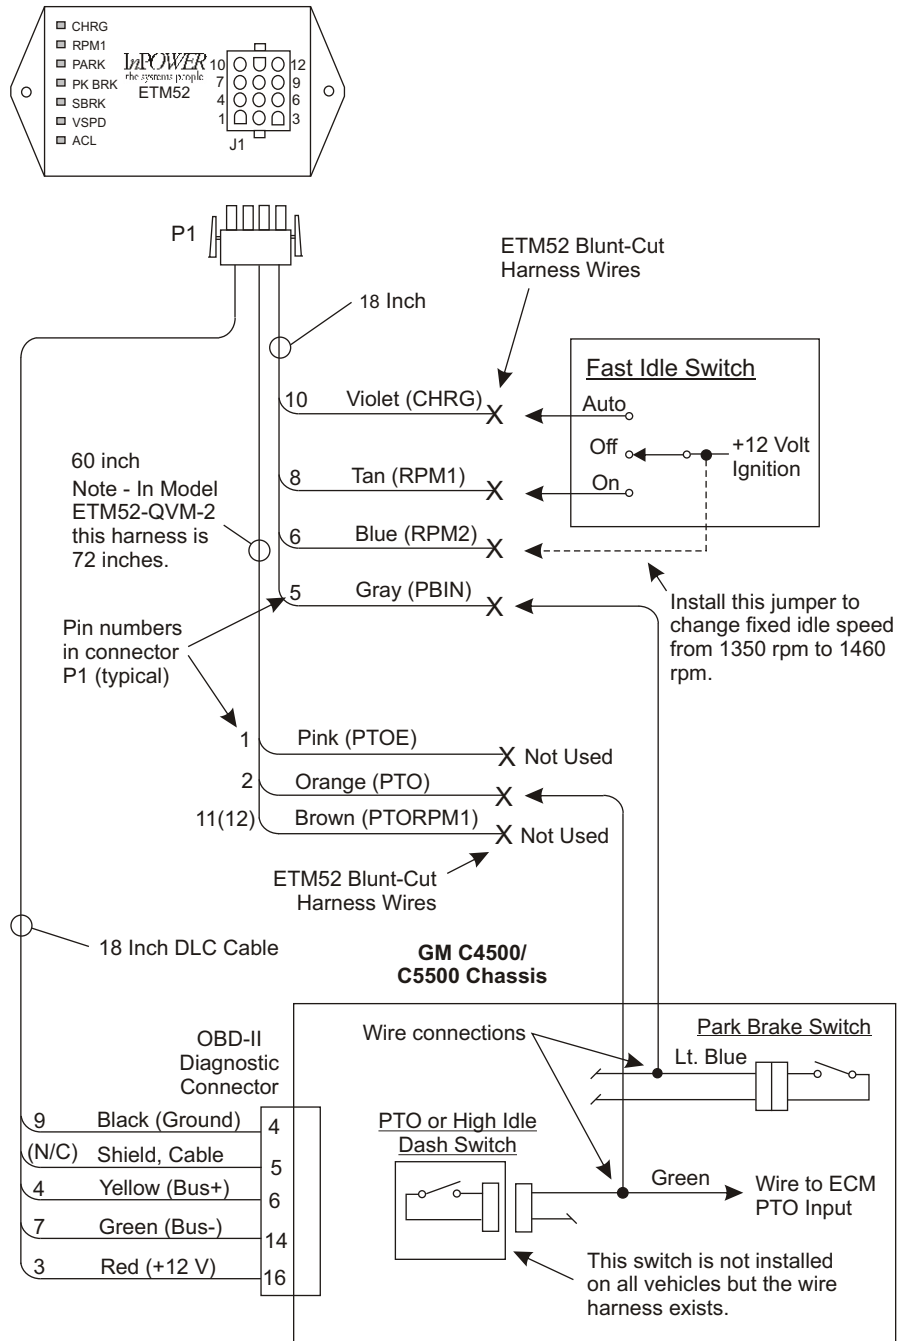 CHRG
RPM1
PARK
PK BRK
SBRK
VSPD
ACL
InPOWER
the systems people
ETM52
10
12
7
9
4
6
1
3
J1
P1
ETM52 Blunt-Cut
Harness Wires
18 Inch
Fast Idle Switch
Auto
Off
On
+12 Volt
Ignition
10
Violet (CHRG)
X
8
Tan (RPM1)
X
6
Blue (RPM2)
X
5
Gray (PBIN)
X
60 inch
Note - In Model
ETM52-QVM-2
this harness is
72 inches.
Install this jumper to
change fixed idle speed
from 1350 rpm to 1460
rpm.
Pin numbers
in connector
P1 (typical)
1
Pink (PTOE)
X Not Used
2
Orange (PTO)
X
11(12)
Brown (PTORPM1)
X Not Used
ETM52 Blunt-Cut
Harness Wires
18 Inch DLC Cable
GM C4500/
C5500 Chassis
OBD-II
Diagnostic
Connector
Wire connections
Park Brake Switch
Lt. Blue
PTO or High Idle
Dash Switch
Green
Wire to ECM
PTO Input
This switch is not installed
on all vehicles but the wire
harness exists.
9
Black (Ground)
4
(N/C)
Shield, Cable
5
4
Yellow (Bus+)
6
7
Green (Bus-)
14
3
Red (+12 V)
16